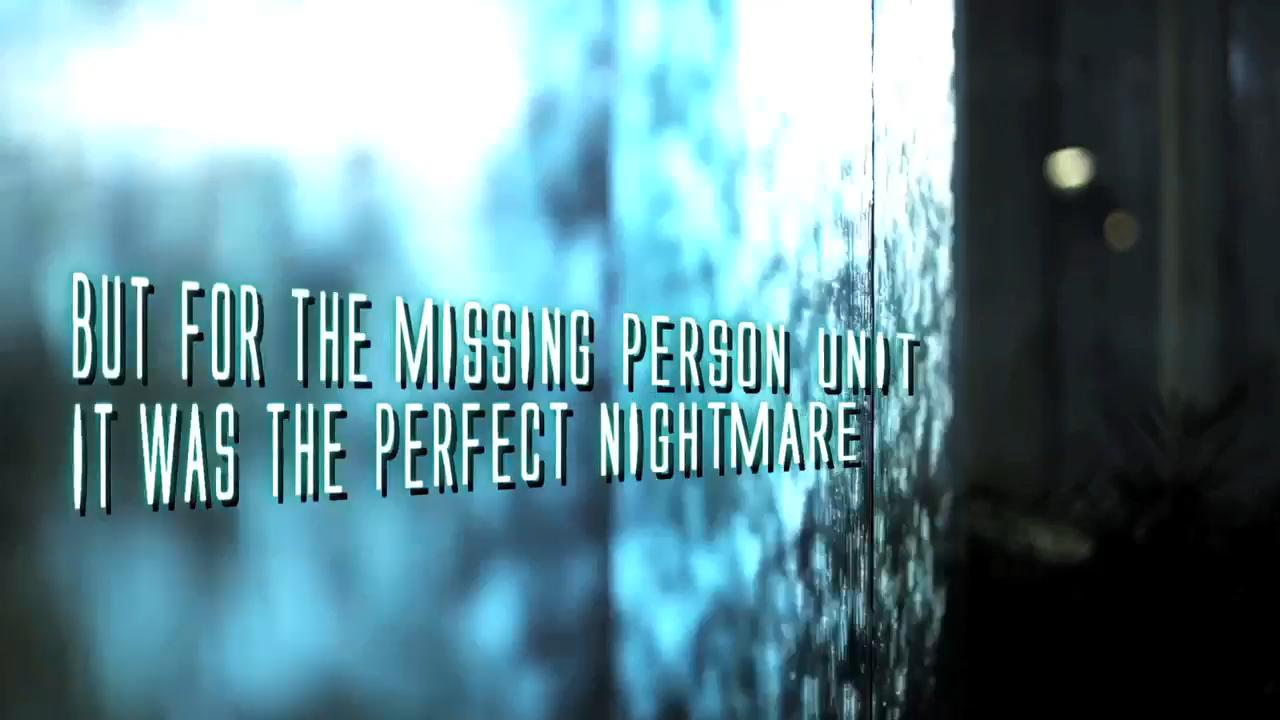 BUT FOR THE MISSING PERSON UNIT
IT WAS THE PERFECT NIGHTMARE